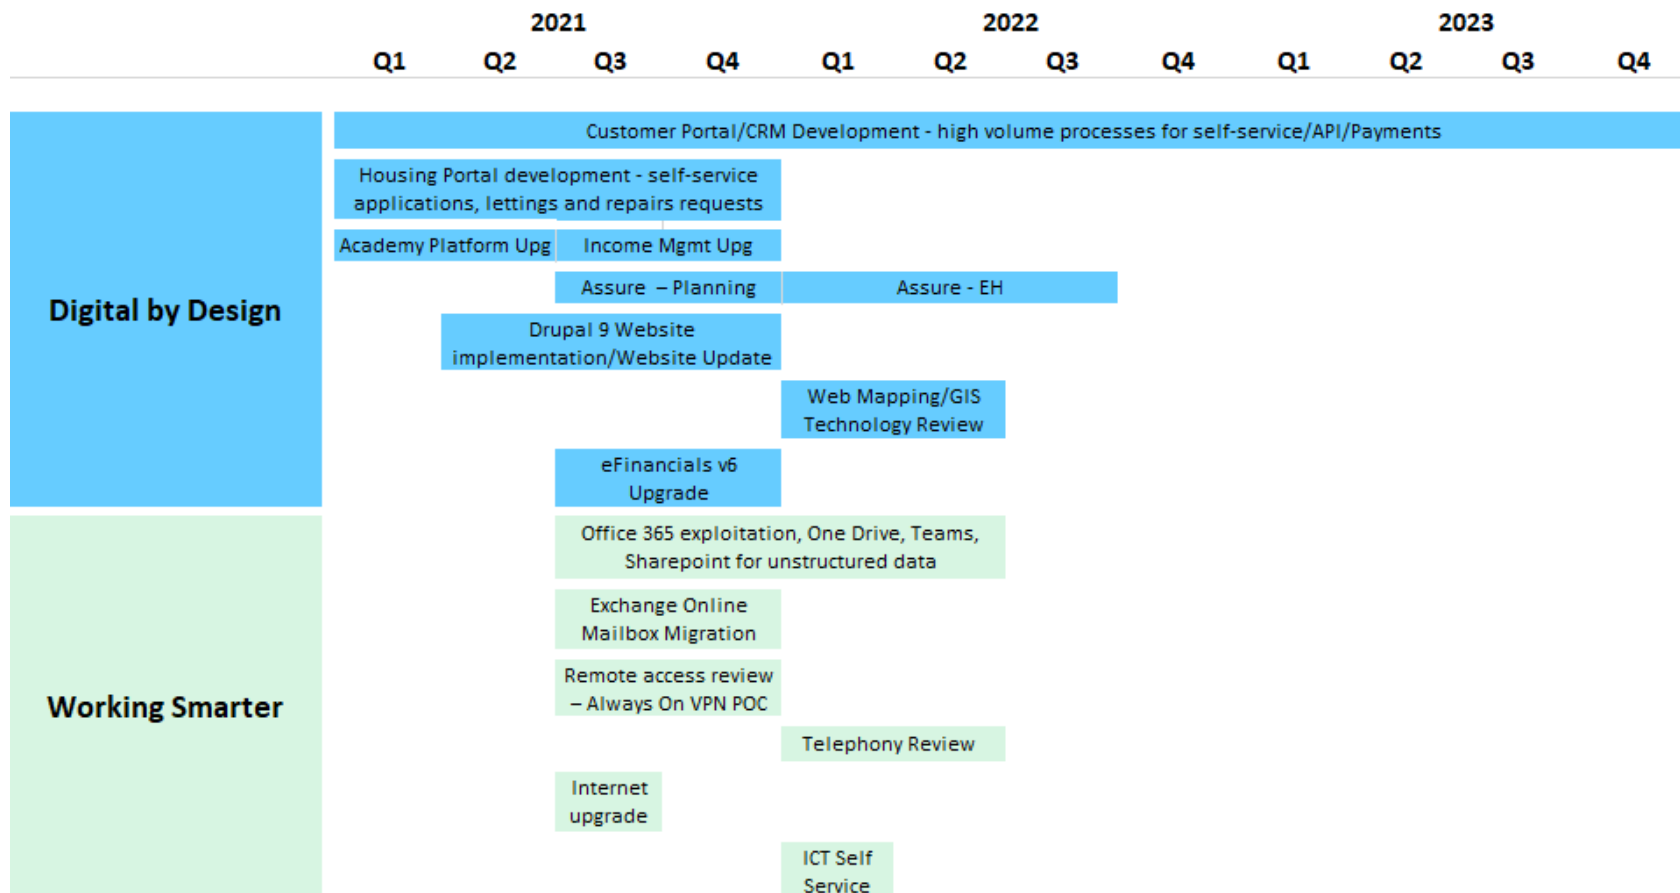 2021 2022 2023
Q1 Q2 Q3 Q4 Q1 Q2 Q3 Q4 Q1 Q2 Q3 Q4
Digital by Design
Customer Portal/CRM Development - high volume processes for self-service/API/Payments
Housing Portal development - self-service
applications, lettings and repairs requests
Academy Platform Upg Income Mgmt Upg
Assure – Planning Assure - EH
Drupal 9 Website
implementation/Website Update
Web Mapping/GIS
Technology Review
eFinancials v6
Upgrade
Working Smarter
Office 365 exploitation, One Drive, Teams,
Sharepoint for unstructured data
Exchange Online
Mailbox Migration
Remote access review
– Always On VPN POC
Telephony Review
Internet
upgrade
ICT Self
Service